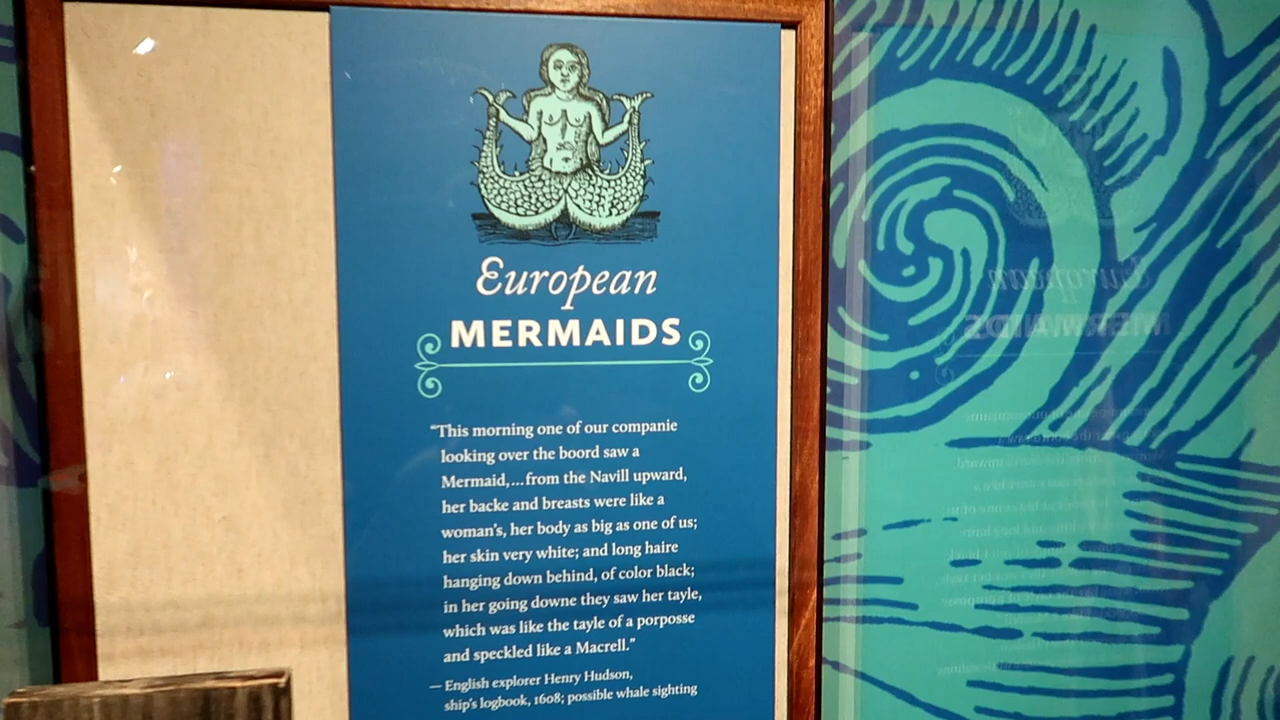 European
MERMAIDS
“This morning one of our companie
looking over the boord saw a
Mermaid,...from the Navill upward,
her backe and breasts were like a
woman’s, her body as big as one of us;
her skin very white; and long haire
hanging down behind, of color black;
in her going downe they saw her tayle,
which was like the tayle of a porposse
and speckled like a Macrell.”
— English explorer Henry Hudson,
ship’s logbook, 1608; possible whale sighting